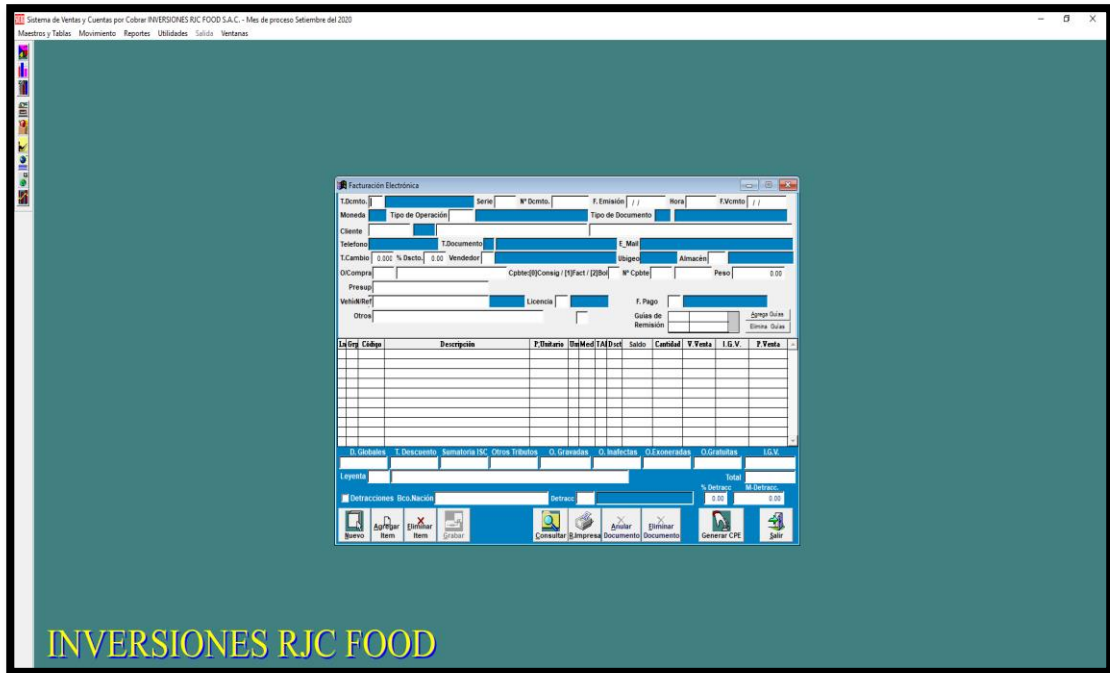 Sistema de Ventas y Cuentas por Cobrar INVERSIONES RJC FOOD S.A.C. - Mes de proceso Setiembre del 2020
Maestros y Tablas Movimiento Reportes Utilidades Salida Ventanas
Facturación Electrónica
T.Dcmto. Serie Nº Dcmto. F. Emisión / / Hora F.Vcmto / /
Moneda Tipo de Operación Tipo de Documento
Cliente
Telefono T.Documento E_Mail
T.Cambio 0.000 % Dscto. 0.00 Vendedor Ubigeo Almacén
O/Compra Cpbte:[0]Consig / [1]Fact / [2]Bol Nº Cpbte Peso 0.00
Presup
N/Ref Licencia F. Pago
Otros Guías de Remisión Agrega Guías
Elimina Guías
Ln Grp Código Descripción P.Unitario Un Med TAI Dsct Saldo Cantidad V.Venta I.G.V. P.Venta
D. Globales T. Descuento Sumatoria ISC Otros Tributos O. Gravadas O. Inafectas O.Exoneradas O.Gratuitas I.G.V.
Leyenta Total
% Detracc M-Detracc.
Detracciones Bco.Nación Detracc 0.00 0.00
Nuevo Agregar Item Eliminar Item Grabar Consultar R.Impresa Anular Documento Eliminar Documento Generar CPE Salir
INVERSIONES RJC FOOD